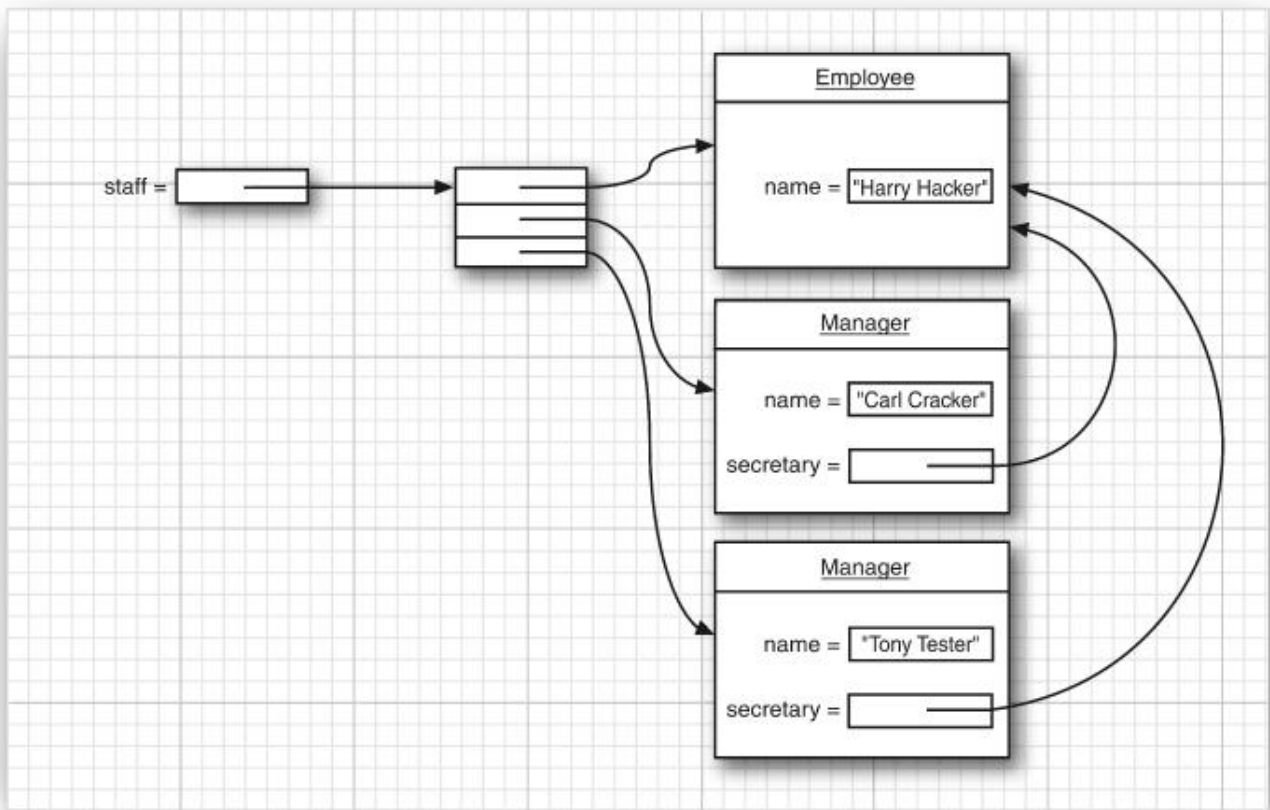 Employee
staff =
name = "Harry Hacker"
Manager
name = "Carl Cracker"
secretary =
Manager
name = "Tony Tester"
secretary =